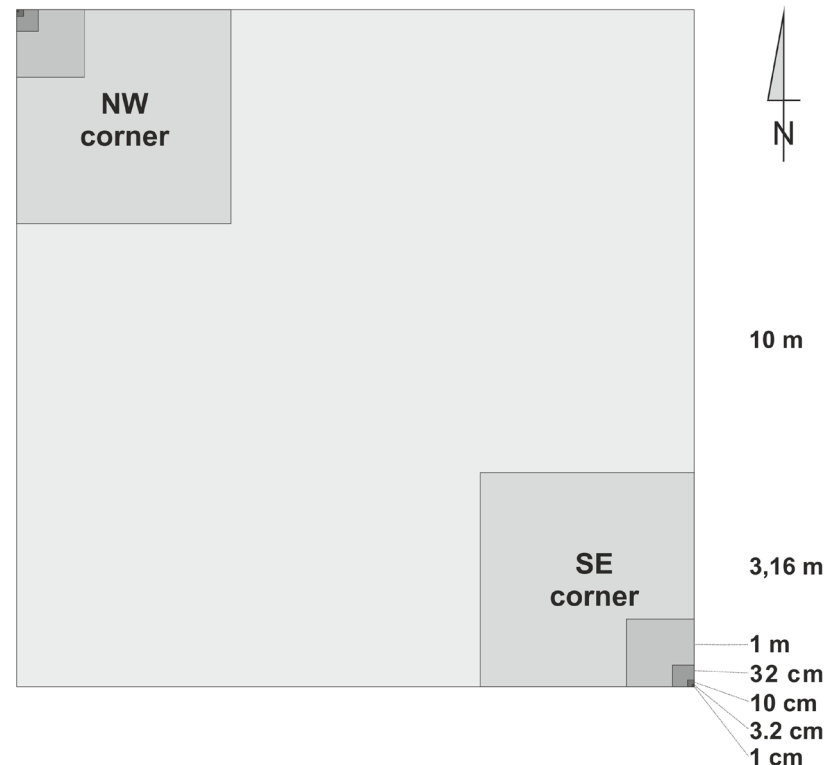 NW
corner
N
10 m
SE
corner
3,16 m
1 m
32 cm
10 cm
3.2 cm
1 cm